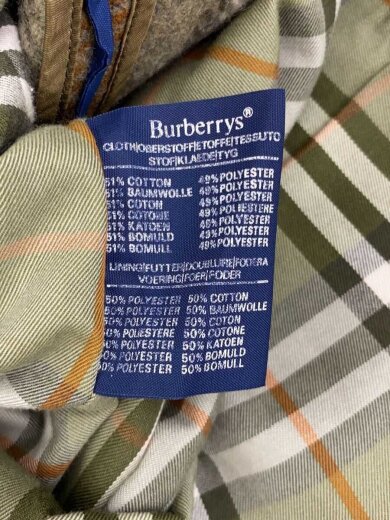 Burberrys®
CLOTH/OBERSTOFF/ETOFFE/TESSUTO
STOF/KLAEDE/TYG
51% COTTON 49% POLYESTER
51% BAUMWOLLE 49% POLYESTER
51% COTON 49% POLYESTER
51% COTONE 49% POLIESTERE
51% KATOEN 49% POLYESTER
51% BOMULD 49% POLYESTER
51% BOMULL 49% POLYESTER
LINING/FUTTER/DOUBLURE/FODERA
VOERING/FOER/FODER
50% POLYESTER 50% COTTON
50% POLYESTER 50% BAUMWOLLE
50% POLYESTER 50% COTON
50% POLIESTERE 50% COTONE
50% POLYESTER 50% KATOEN
50% POLYESTER 50% BOMULD
50% POLYESTER 50% BOMULL